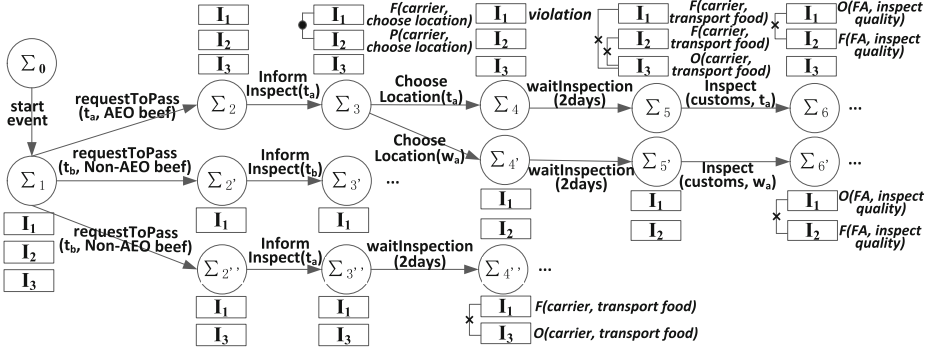 I₁
I₂
I₃
I₁
I₂
I₃
F(carrier,
choose location)
P(carrier,
choose location)
I₁
I₂
I₃
violation
I₁
I₂
I₃
F(carrier,
transport food)
F(carrier,
transport food)
O(carrier,
transport food)
I₁
I₂
I₃
O(FA, inspect
quality)
F(FA, inspect
quality)
Σ₀
start
event
requestToPass
(tₐ, AEO beef)
Σ₂
Inform
Inspect(tₐ)
Σ₃
Choose
Location(tₐ)
Σ₄
waitInspection
(2days)
Σ₅
Inspect
(customs, tₐ)
Σ₆
...
Choose
Location(wₐ)
Σ₁
requestToPass
(t_b, Non-AEO beef)
Σ₂'
Inform
Inspect(t_b)
Σ₃'
...
Σ₄'
waitInspection
(2days)
Σ₅'
Inspect
(customs, wₐ)
Σ₆'
...
I₁
I₂
I₃
I₁
I₁
I₁
I₂
I₁
I₂
I₁
I₂
O(FA, inspect
quality)
F(FA, inspect
quality)
requestToPass
(t_b, Non-AEO beef)
Σ₂''
Inform
Inspect(tₐ)
Σ₃''
waitInspection
(2days)
Σ₄''
...
I₁
I₃
I₁
I₃
I₁
I₃
F(carrier, transport food)
O(carrier, transport food)